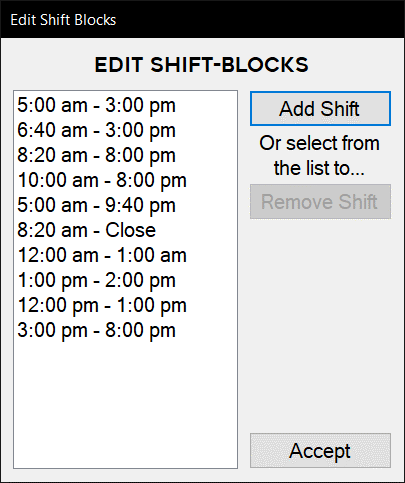 Edit Shift Blocks
EDIT SHIFT-BLOCKS
5:00 am - 3:00 pm
6:40 am - 3:00 pm
8:20 am - 8:00 pm
10:00 am - 8:00 pm
5:00 am - 9:40 pm
8:20 am - Close
12:00 am - 1:00 am
1:00 pm - 2:00 pm
12:00 pm - 1:00 pm
3:00 pm - 8:00 pm
Add Shift
Or select from
the list to...
Remove Shift
Accept